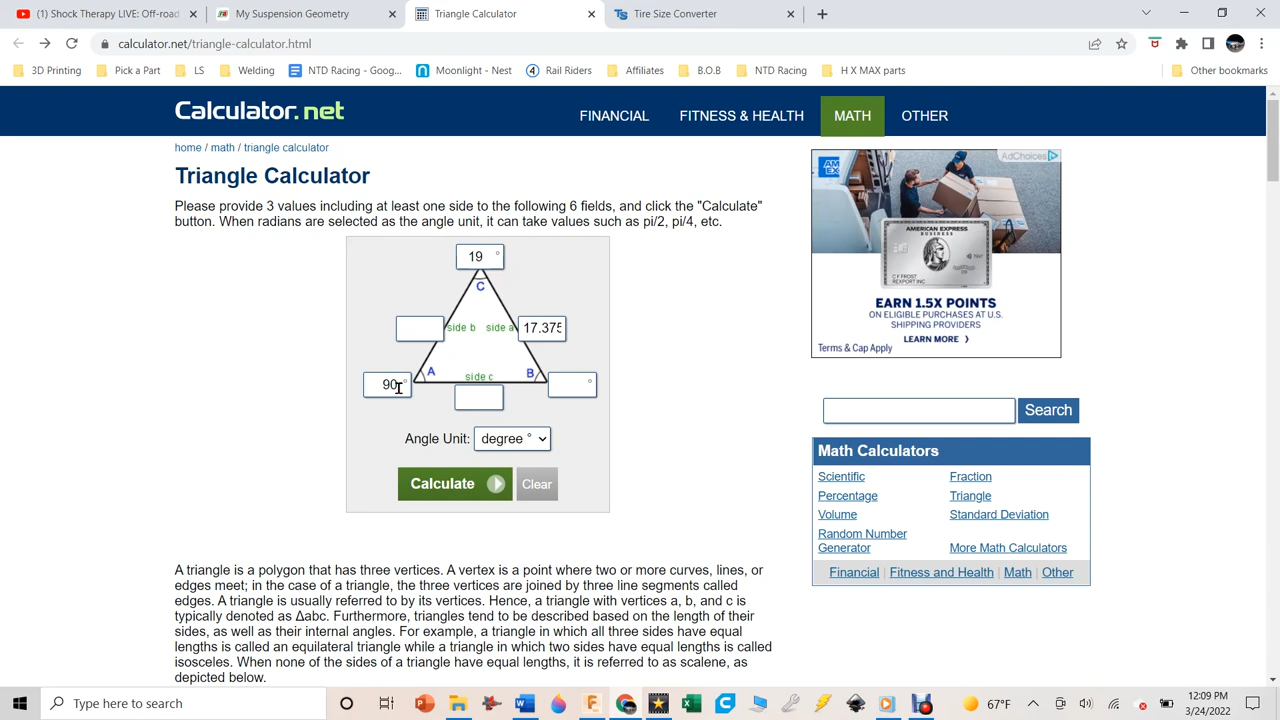 (1) Shock Therapy LIVE: Off-road
My Suspension Geometry
Triangle Calculator
Tire Size Converter
calculator.net/triangle-calculator.html
3D Printing
Pick a Part
LS
Welding
NTD Racing - Goog...
Moonlight - Nest
Rail Riders
Affiliates
B.O.B
NTD Racing
H X MAX parts
Other bookmarks
Calculator.net
FINANCIAL
FITNESS & HEALTH
MATH
OTHER
home / math / triangle calculator
Triangle Calculator
Please provide 3 values including at least one side to the following 6 fields, and click the "Calculate"
button. When radians are selected as the angle unit, it can take values such as pi/2, pi/4, etc.
19 °
C
side b
side a
17.375
90 °
A
side c
B
°
Angle Unit:
degree °
Calculate
Clear
A triangle is a polygon that has three vertices. A vertex is a point where two or more curves, lines, or
edges meet; in the case of a triangle, the three vertices are joined by three line segments called
edges. A triangle is usually referred to by its vertices. Hence, a triangle with vertices a, b, and c is
typically denoted as Δabc. Furthermore, triangles tend to be described based on the length of their
sides, as well as their internal angles. For example, a triangle in which all three sides have equal
lengths is called an equilateral triangle while a triangle in which two sides have equal lengths is called
isosceles. When none of the sides of a triangle have equal lengths, it is referred to as scalene, as
depicted below.
AdChoices
AM
EX
AMERICAN EXPRESS
C F FROST
REXPORT INC
EARN 1.5X POINTS
ON ELIGIBLE PURCHASES AT U.S.
SHIPPING PROVIDERS
LEARN MORE
Terms & Cap Apply
Search
Math Calculators
Scientific
Fraction
Percentage
Triangle
Volume
Standard Deviation
Random Number
Generator
More Math Calculators
Financial | Fitness and Health | Math | Other
Type here to search
67°F
12:09 PM
3/24/2022